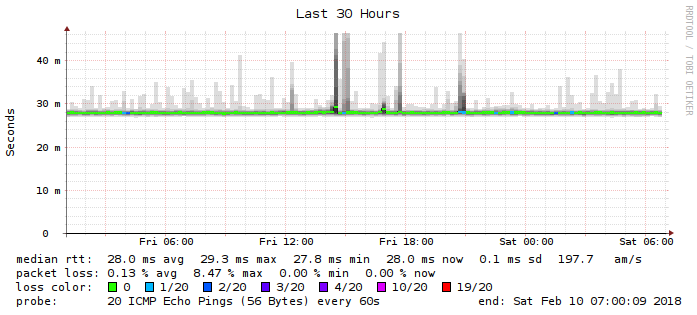 Last 30 Hours
RRDTOOL / TOBI OETIKER
Seconds
40 m
30 m
20 m
10 m
0
Fri 06:00 Fri 12:00 Fri 18:00 Sat 00:00 Sat 06:00
median rtt: 28.0 ms avg 29.3 ms max 27.8 ms min 28.0 ms now 0.1 ms sd 197.7 am/s
packet loss: 0.13 % avg 8.47 % max 0.00 % min 0.00 % now
loss color: 0 1/20 2/20 3/20 4/20 10/20 19/20
probe: 20 ICMP Echo Pings (56 Bytes) every 60s end: Sat Feb 10 07:00:09 2018